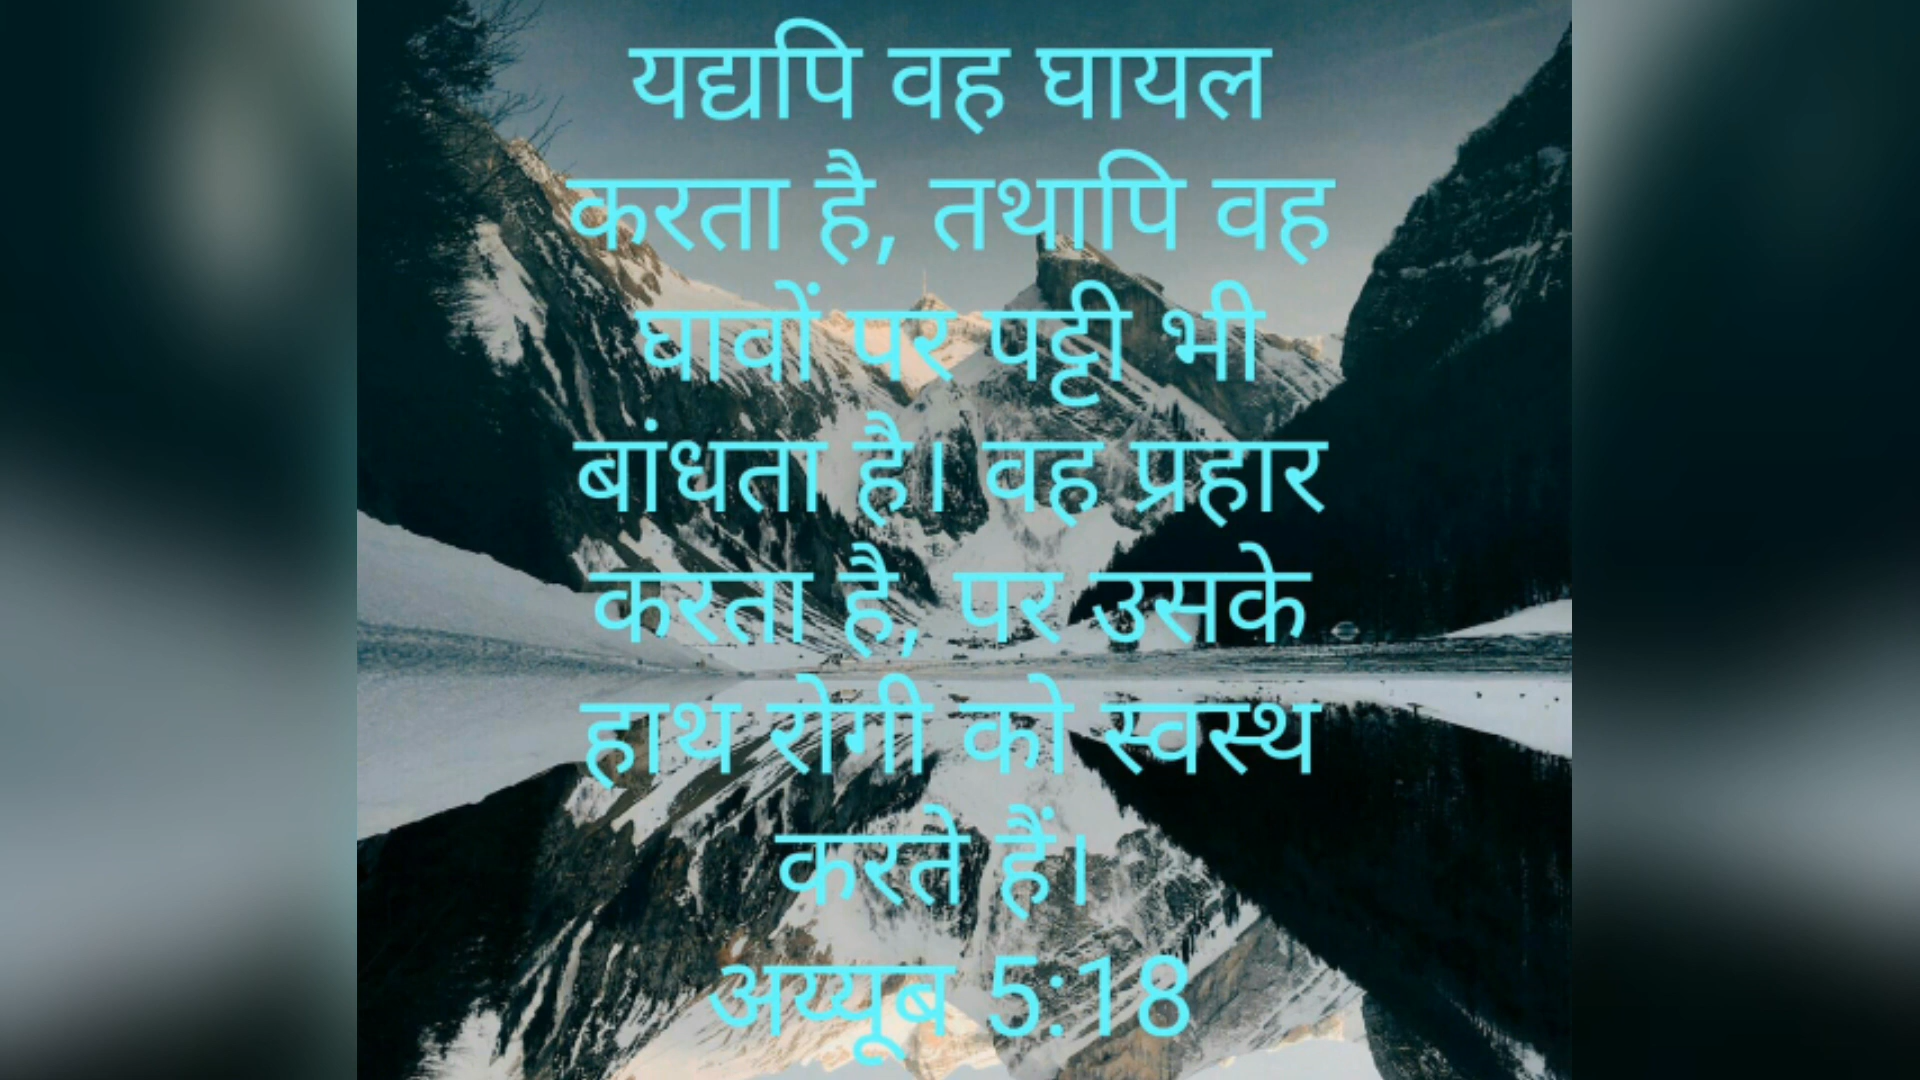 यद्यपि वह घायल
करता है, तथापि वह
घावों पर पट्टी भी
बांधता है। वह प्रहार
करता है, पर उसके
हाथ रोगी को स्वस्थ
करते हैं।
अय्यूब 5:18